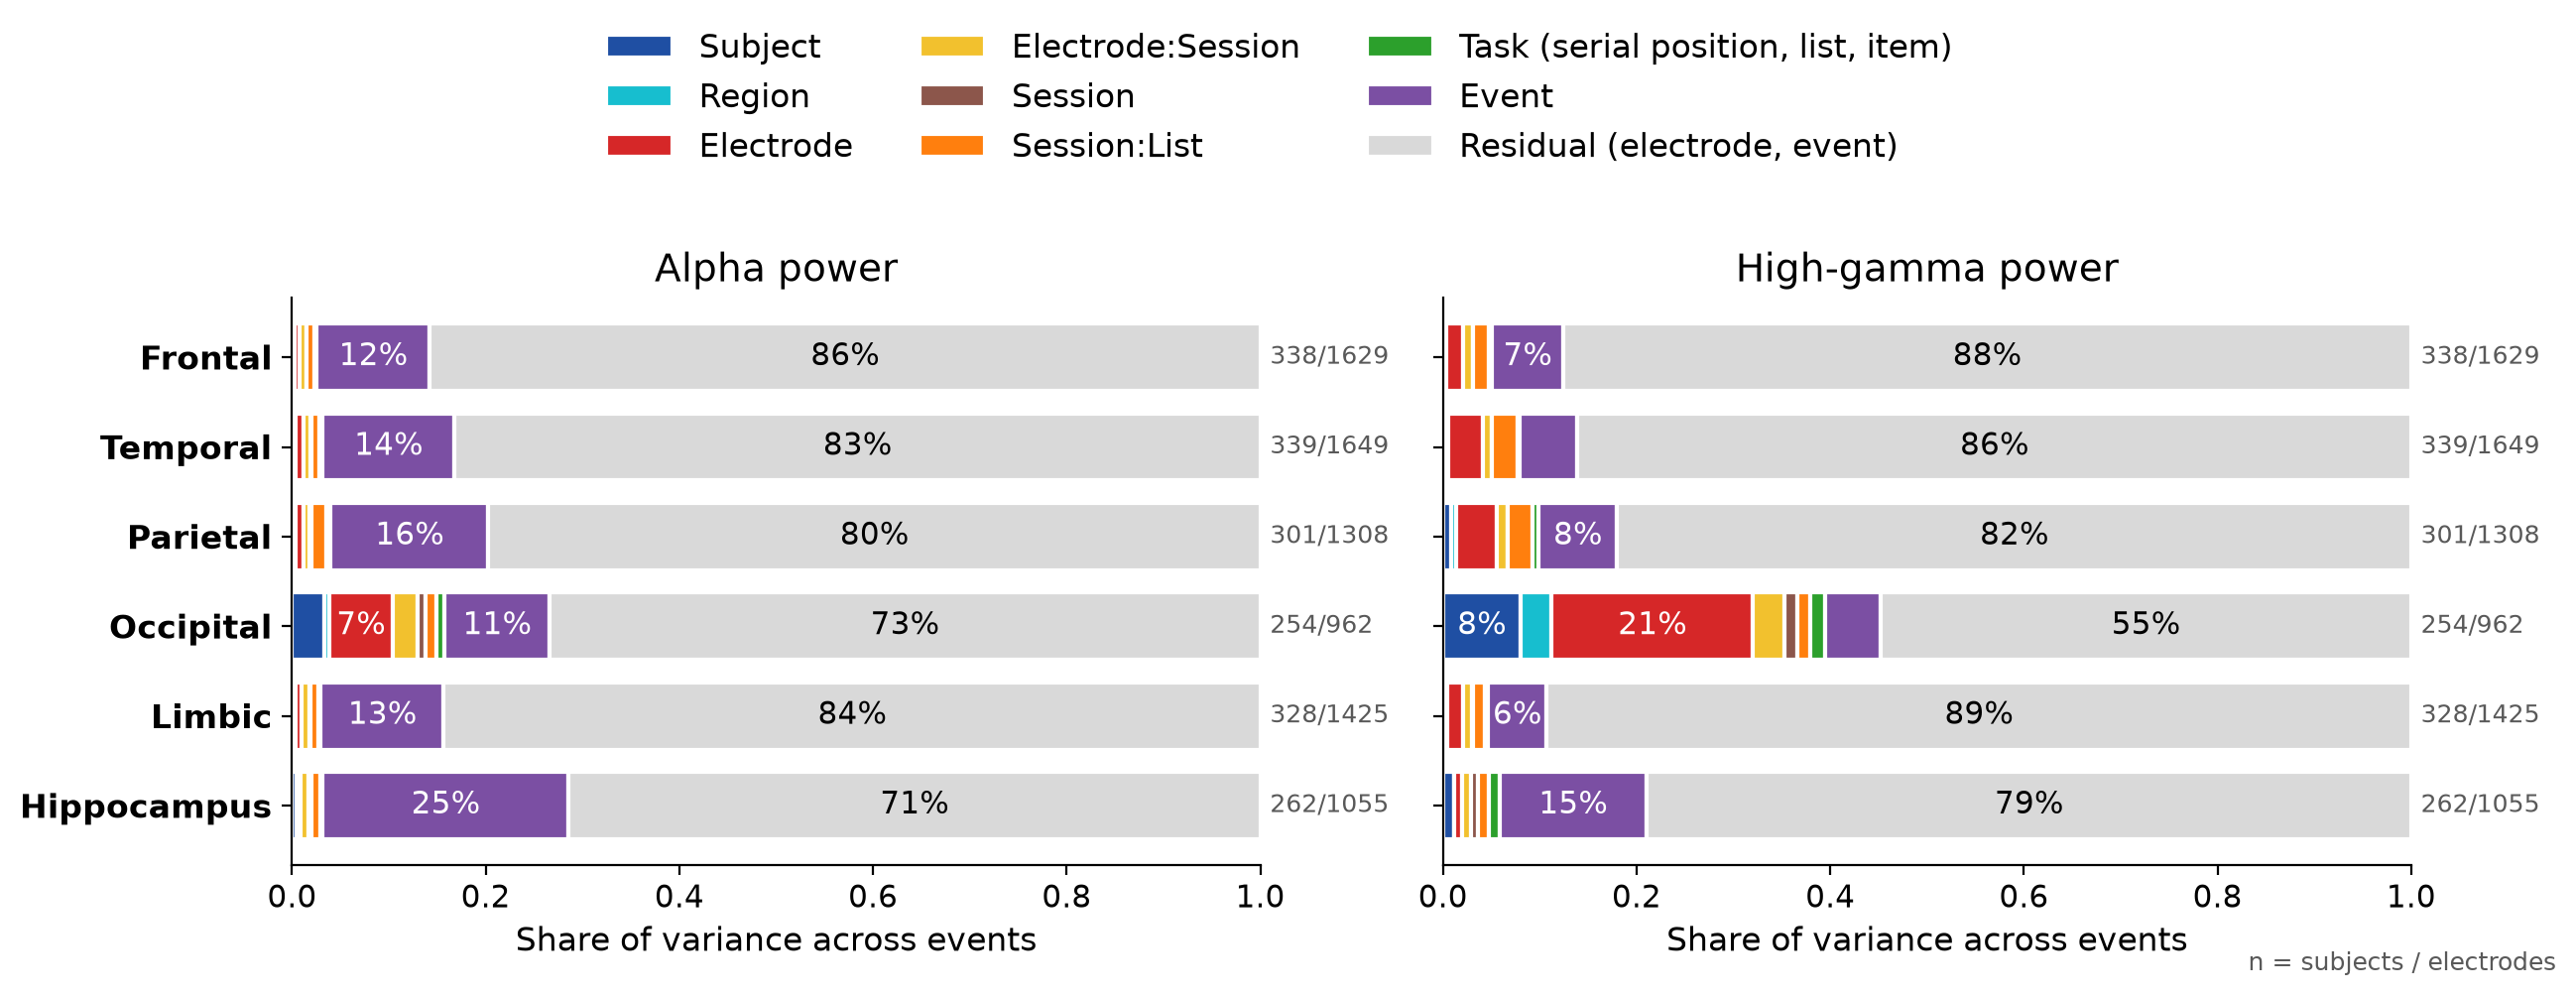 Subject
Region
Electrode
Electrode:Session
Session
Session:List
Task (serial position, list, item)
Event
Residual (electrode, event)
Alpha power
Frontal 12% 86% 338/1629
Temporal 14% 83% 339/1649
Parietal 16% 80% 301/1308
Occipital 7% 11% 73% 254/962
Limbic 13% 84% 328/1425
Hippocampus 25% 71% 262/1055
0.0 0.2 0.4 0.6 0.8 1.0
Share of variance across events
High-gamma power
7% 88% 338/1629
86% 339/1649
8% 82% 301/1308
8% 21% 55% 254/962
6% 89% 328/1425
15% 79% 262/1055
0.0 0.2 0.4 0.6 0.8 1.0
Share of variance across events
n = subjects / electrodes